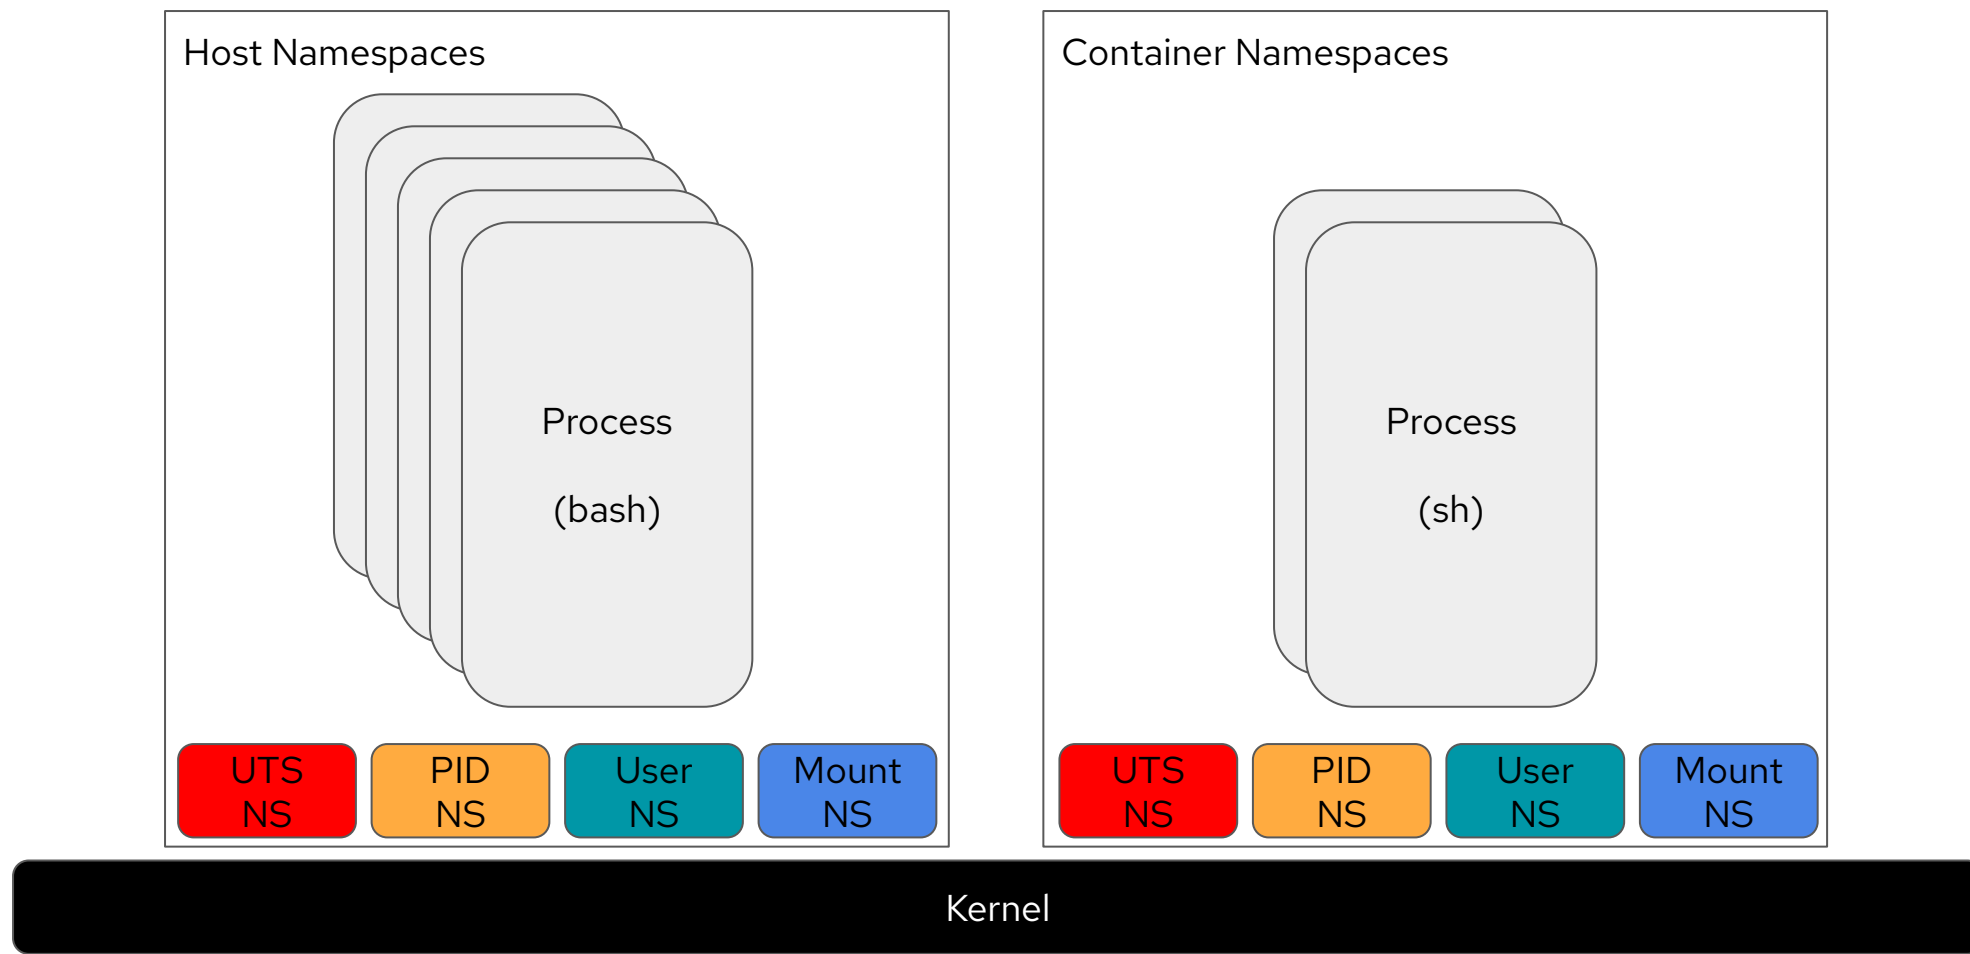 Host Namespaces
Process
(bash)
UTS
NS
PID
NS
User
NS
Mount
NS
Container Namespaces
Process
(sh)
UTS
NS
PID
NS
User
NS
Mount
NS
Kernel